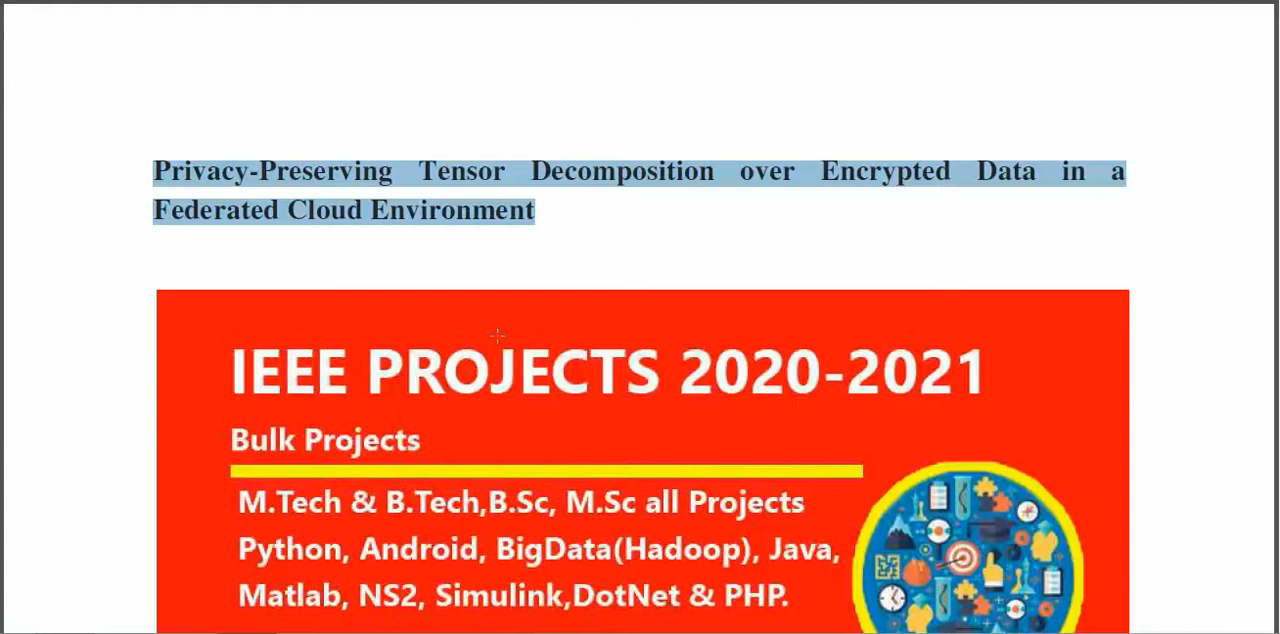 Privacy-Preserving Tensor Decomposition over Encrypted Data in a
Federated Cloud Environment
IEEE PROJECTS 2020-2021
Bulk Projects
M.Tech & B.Tech,B.Sc, M.Sc all Projects
Python, Android, BigData(Hadoop), Java,
Matlab, NS2, Simulink,DotNet & PHP.